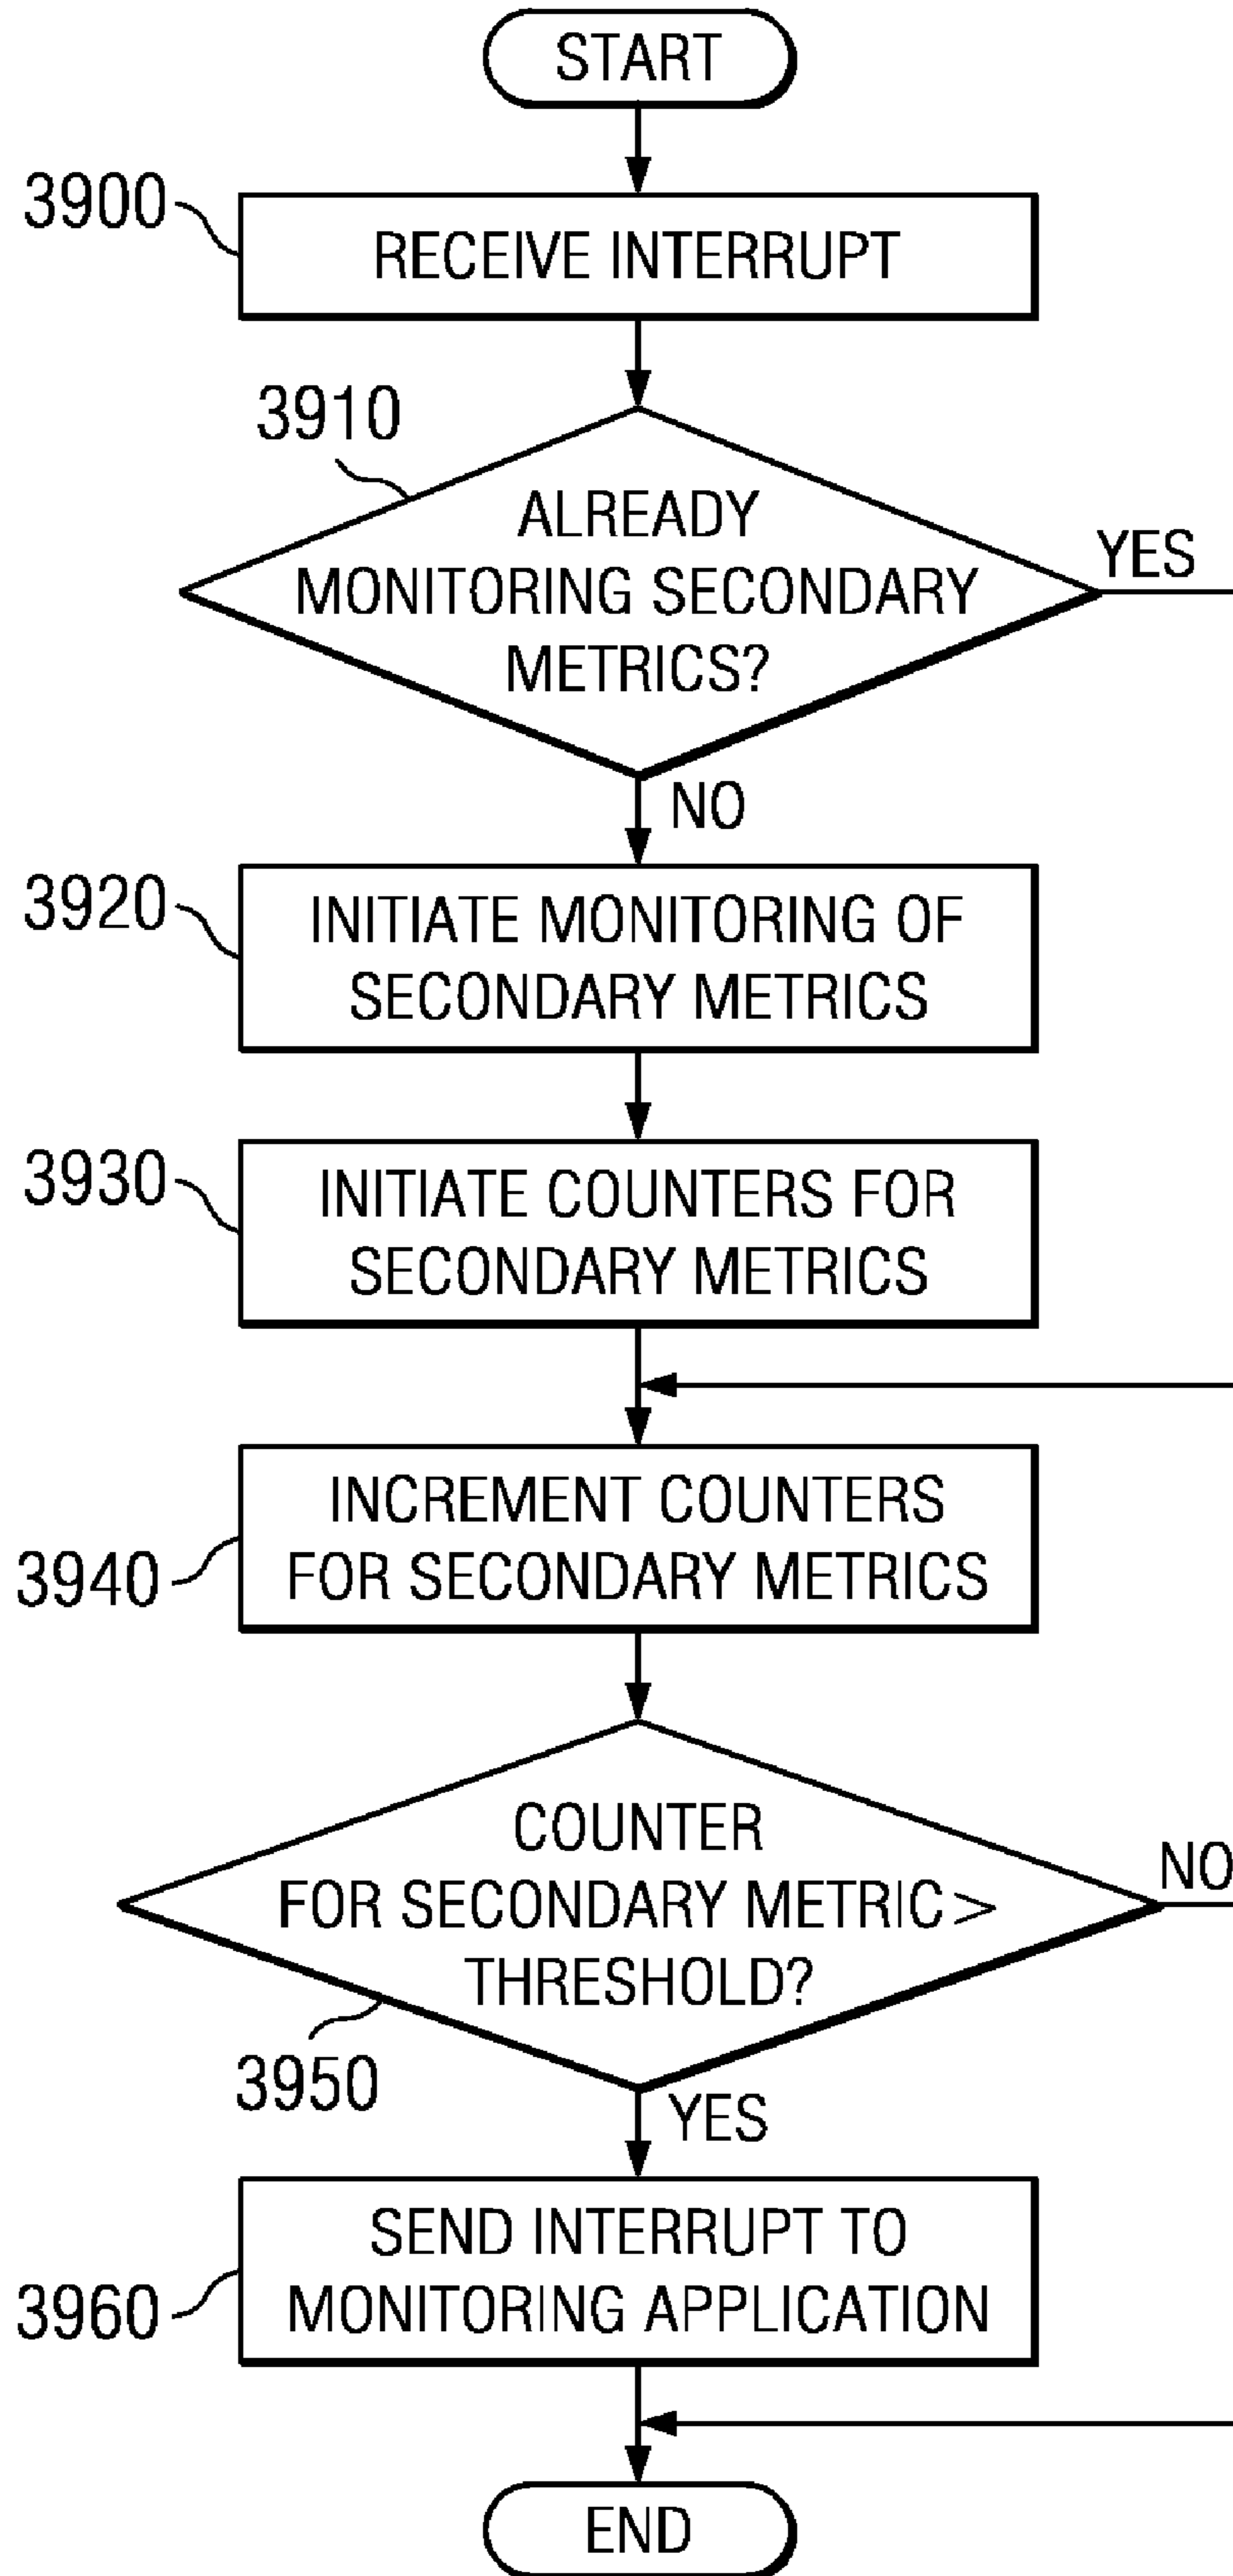 START
3900
RECEIVE INTERRUPT
3910
ALREADY
MONITORING SECONDARY
METRICS?
YES
NO
3920
INITIATE MONITORING OF
SECONDARY METRICS
3930
INITIATE COUNTERS FOR
SECONDARY METRICS
3940
INCREMENT COUNTERS
FOR SECONDARY METRICS
COUNTER
FOR SECONDARY METRIC >
THRESHOLD?
NO
3950
YES
3960
SEND INTERRUPT TO
MONITORING APPLICATION
END